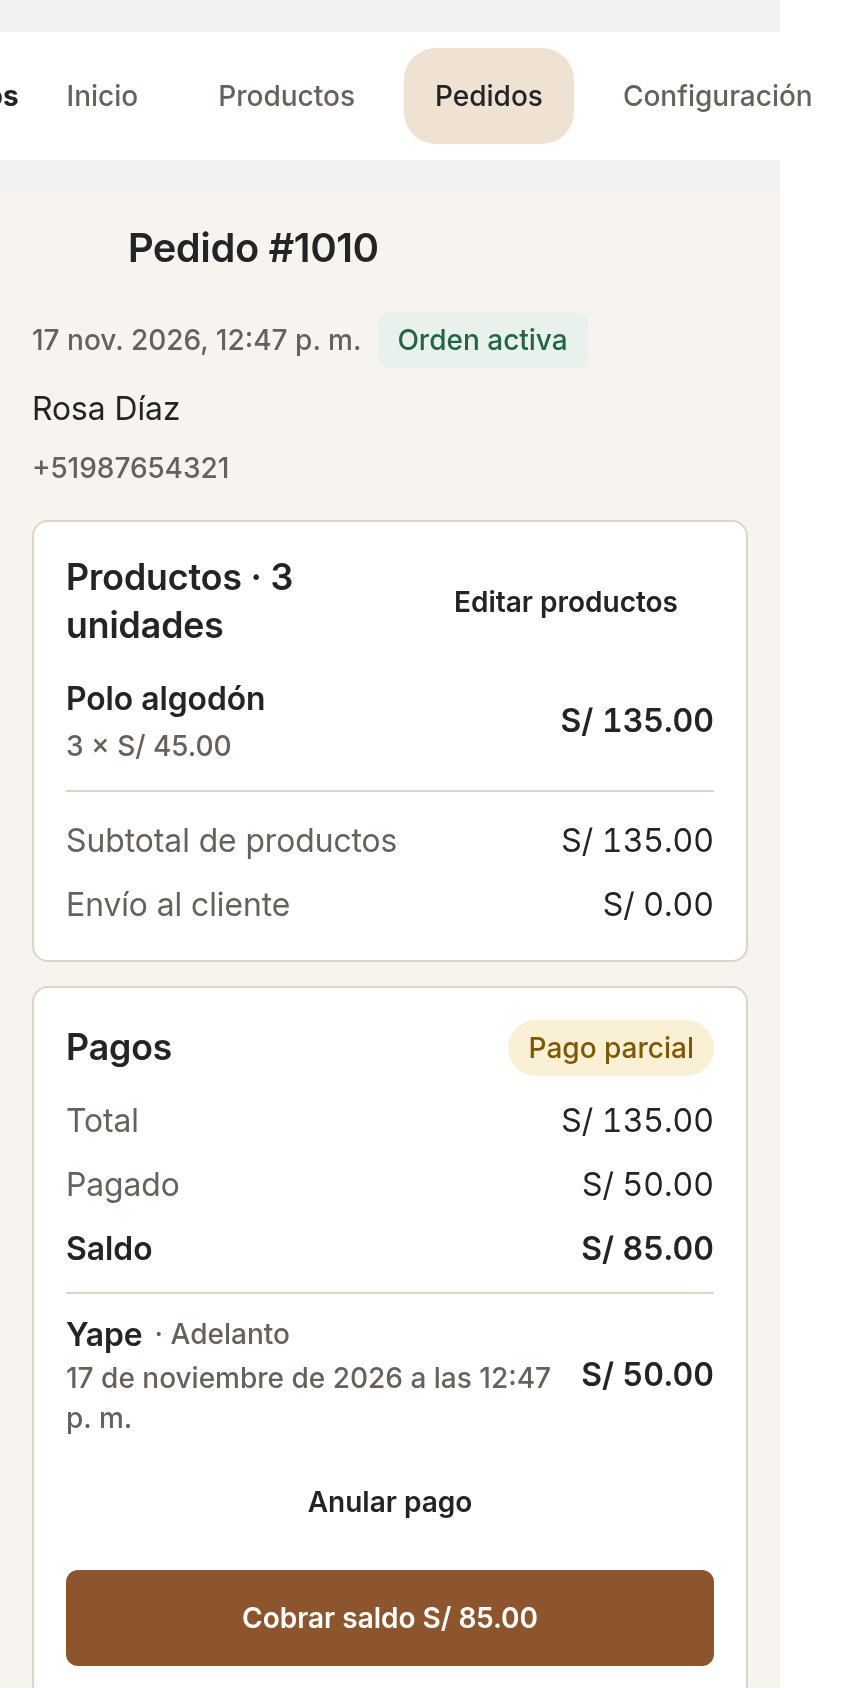 os Inicio Productos Pedidos Configuración
Pedido #1010
17 nov. 2026, 12:47 p. m. Orden activa
Rosa Díaz
+51987654321
Productos · 3
unidades
Editar productos
Polo algodón
3 × S/ 45.00
S/ 135.00
Subtotal de productos S/ 135.00
Envío al cliente S/ 0.00
Pagos Pago parcial
Total S/ 135.00
Pagado S/ 50.00
Saldo S/ 85.00
Yape · Adelanto
17 de noviembre de 2026 a las 12:47
p. m.
S/ 50.00
Anular pago
Cobrar saldo S/ 85.00